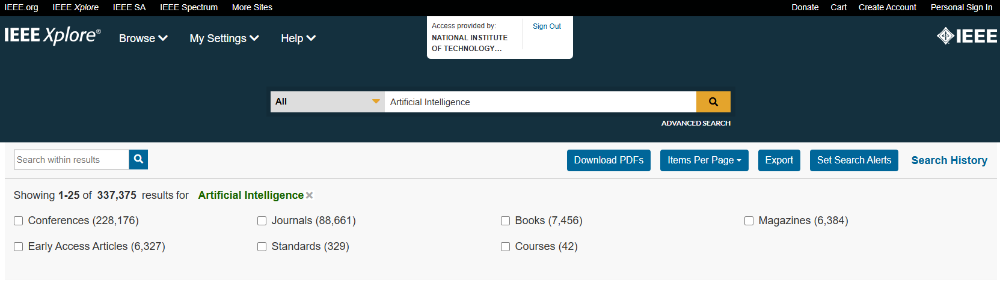 IEEE.org IEEE Xplore IEEE SA IEEE Spectrum More Sites Donate Cart Create Account Personal Sign In
IEEE Xplore® Browse My Settings Help
Access provided by: Sign Out
NATIONAL INSTITUTE
OF TECHNOLOGY...
IEEE
All Artificial Intelligence
ADVANCED SEARCH
Search within results Download PDFs Items Per Page Export Set Search Alerts Search History
Showing 1-25 of 337,375 results for Artificial Intelligence ×
Conferences (228,176) Journals (88,661) Books (7,456) Magazines (6,384)
Early Access Articles (6,327) Standards (329) Courses (42)